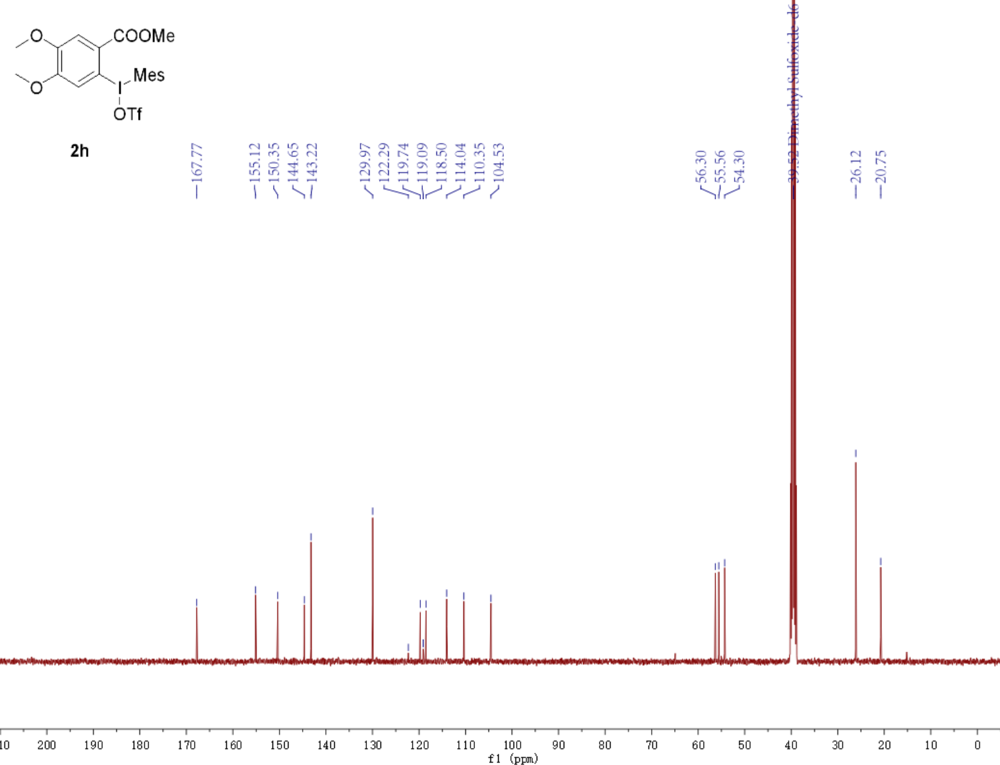 O
COOMe
O
I
Mes
OTf
2h
167.77
155.12
150.35
144.65
143.22
129.97
122.29
119.74
119.09
118.50
114.04
110.35
104.53
56.30
55.56
54.30
39.52 Dimethyl Sulfoxide-d6
26.12
20.75
10 200 190 180 170 160 150 140 130 120 110 100 90 80 70 60 50 40 30 20 10 0
f1 (ppm)